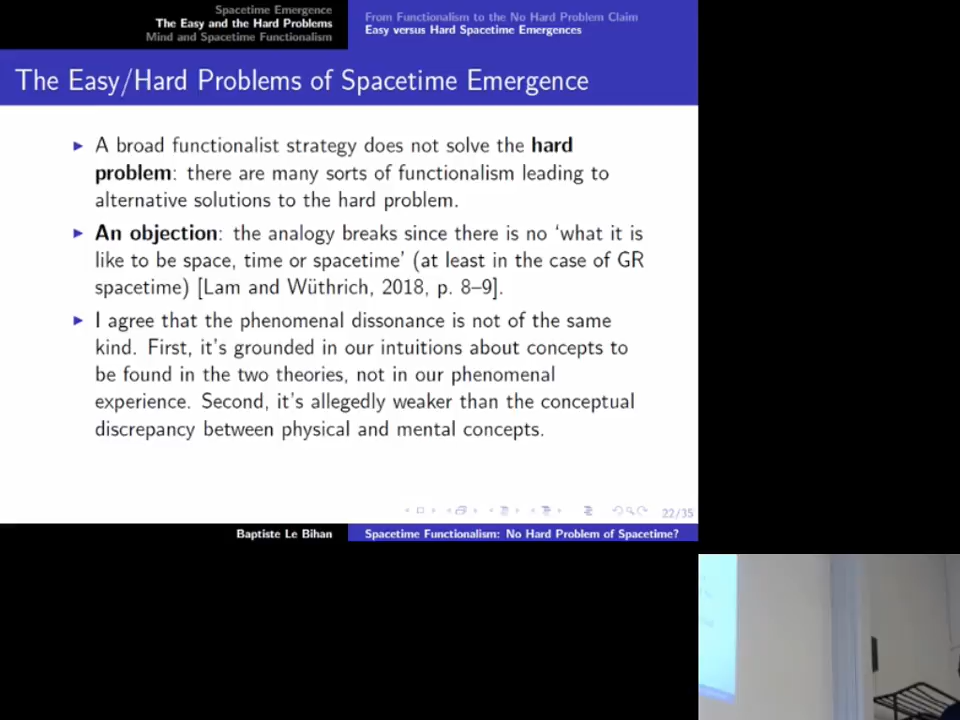 Spacetime Emergence
The Easy and the Hard Problems
Mind and Spacetime Functionalism
From Functionalism to the No Hard Problem Claim
Easy versus Hard Spacetime Emergences
The Easy/Hard Problems of Spacetime Emergence
A broad functionalist strategy does not solve the hard
problem: there are many sorts of functionalism leading to
alternative solutions to the hard problem.
An objection: the analogy breaks since there is no ‘what it is
like to be space, time or spacetime’ (at least in the case of GR
spacetime) [Lam and Wüthrich, 2018, p. 8–9].
I agree that the phenomenal dissonance is not of the same
kind. First, it's grounded in our intuitions about concepts to
be found in the two theories, not in our phenomenal
experience. Second, it's allegedly weaker than the conceptual
discrepancy between physical and mental concepts.
22/35
Baptiste Le Bihan
Spacetime Functionalism: No Hard Problem of Spacetime?